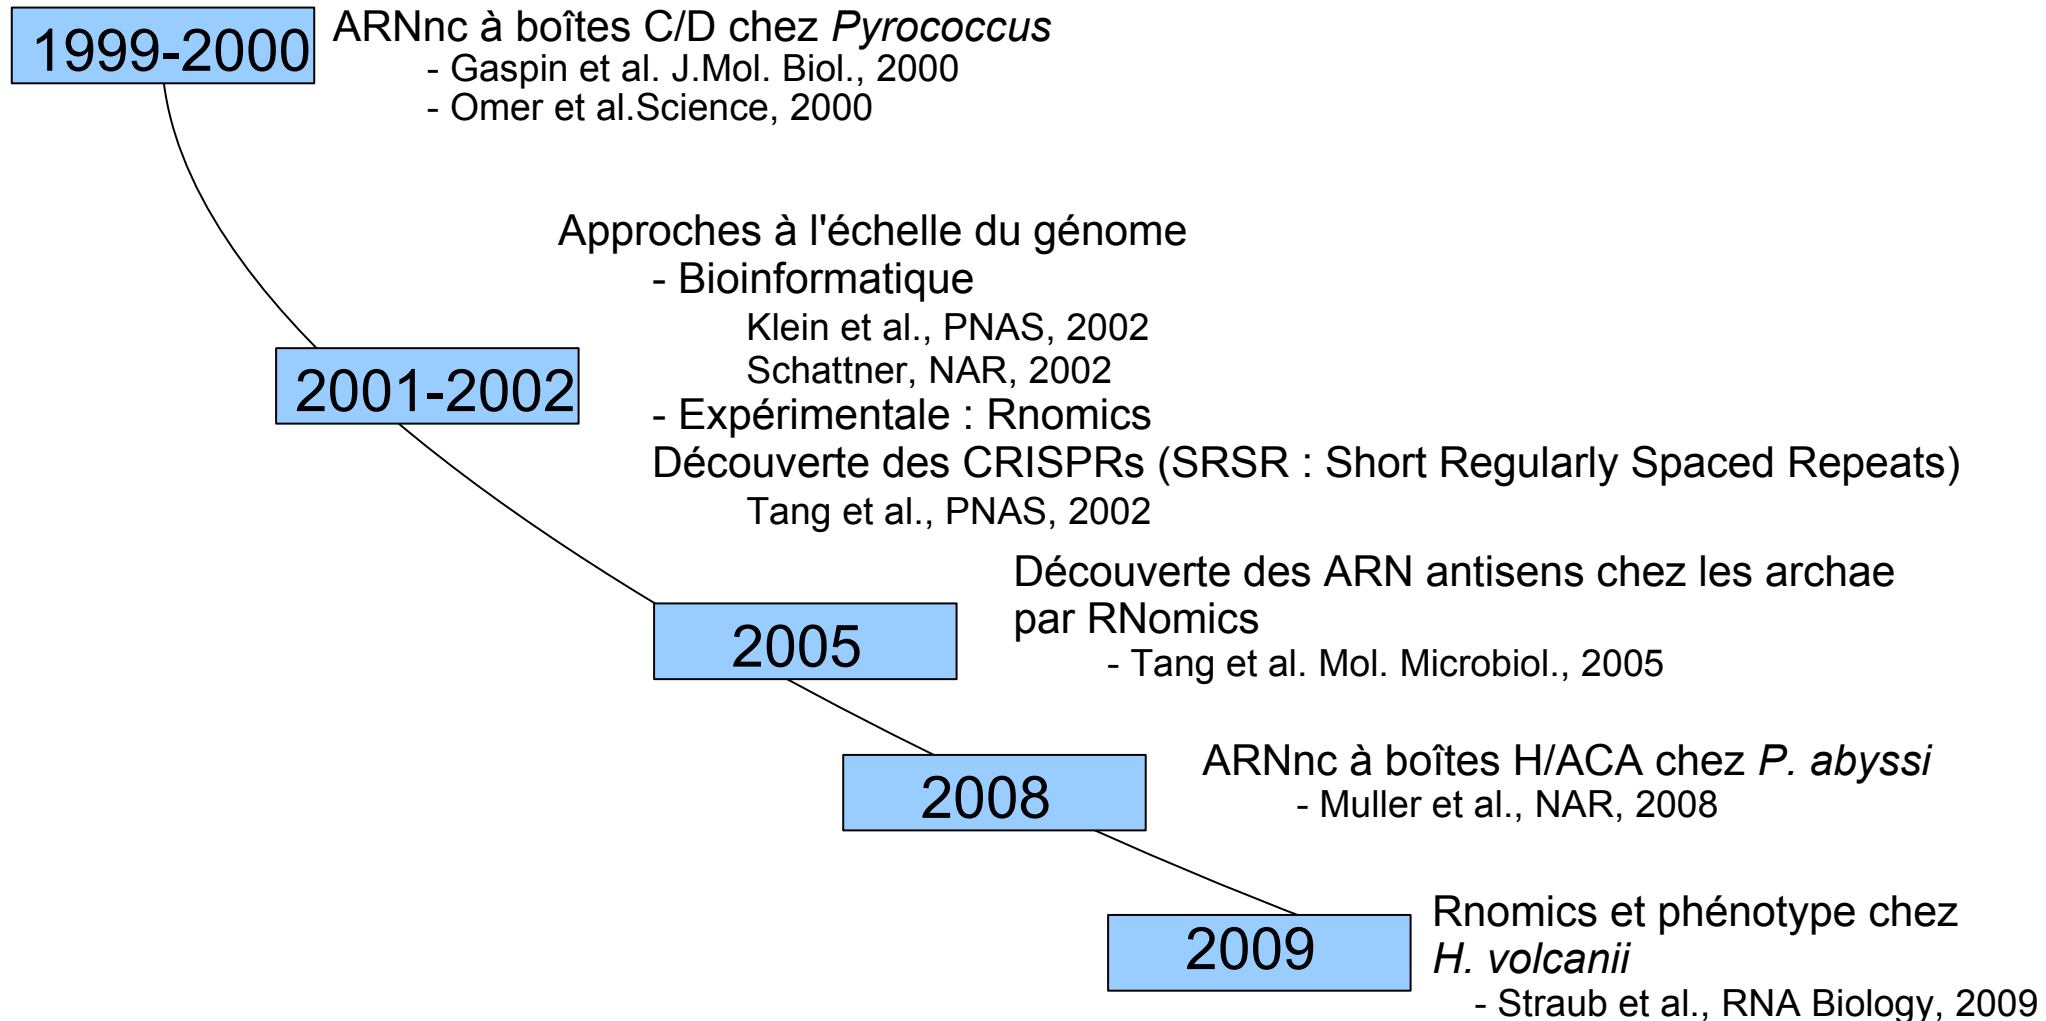 1999-2000
ARNnc à boîtes C/D chez Pyrococcus
- Gaspin et al. J.Mol. Biol., 2000
- Omer et al.Science, 2000
Approches à l'échelle du génome
- Bioinformatique
Klein et al., PNAS, 2002
Schattner, NAR, 2002
2001-2002
- Expérimentale : Rnomics
Découverte des CRISPRs (SRSR : Short Regularly Spaced Repeats)
Tang et al., PNAS, 2002
Découverte des ARN antisens chez les archae
par RNomics
2005
- Tang et al. Mol. Microbiol., 2005
ARNnc à boîtes H/ACA chez P. abyssi
2008
- Muller et al., NAR, 2008
Rnomics et phénotype chez
2009
H. volcanii
- Straub et al., RNA Biology, 2009